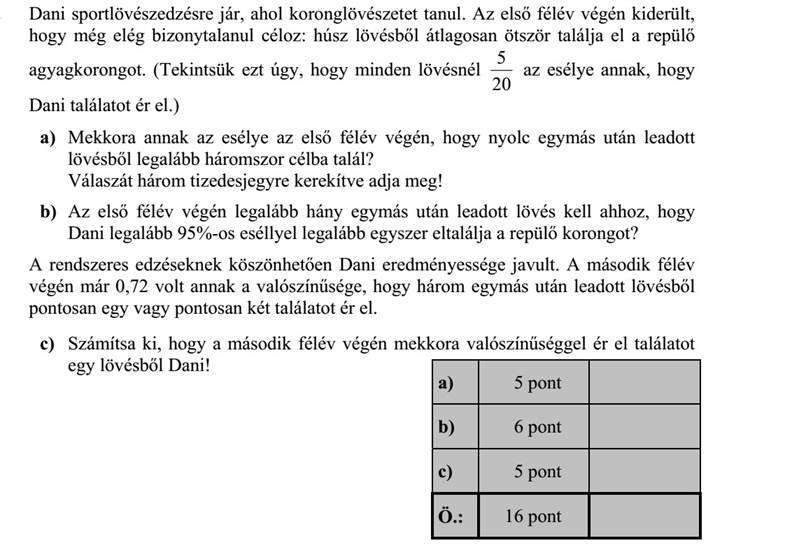 Dani sportlövészedzésre jár, ahol koronglövészetet tanul. Az első félév végén kiderült,
hogy még elég bizonytalanul céloz: húsz lövésből átlagosan ötször találja el a repülő
agyagkorongot. (Tekintsük ezt úgy, hogy minden lövésnél 5/20 az esélye annak, hogy
Dani találatot ér el.)
a) Mekkora annak az esélye az első félév végén, hogy nyolc egymás után leadott
lövésből legalább háromszor célba talál?
Válaszát három tizedesjegyre kerekítve adja meg!
b) Az első félév végén legalább hány egymás után leadott lövés kell ahhoz, hogy
Dani legalább 95%-os eséllyel legalább egyszer eltalálja a repülő korongot?
A rendszeres edzéseknek köszönhetően Dani eredményessége javult. A második félév
végén már 0,72 volt annak a valószínűsége, hogy három egymás után leadott lövésből
pontosan egy vagy pontosan két találatot ér el.
c) Számítsa ki, hogy a második félév végén mekkora valószínűséggel ér el találatot
egy lövésből Dani!
a) 5 pont
b) 6 pont
c) 5 pont
Ö.: 16 pont